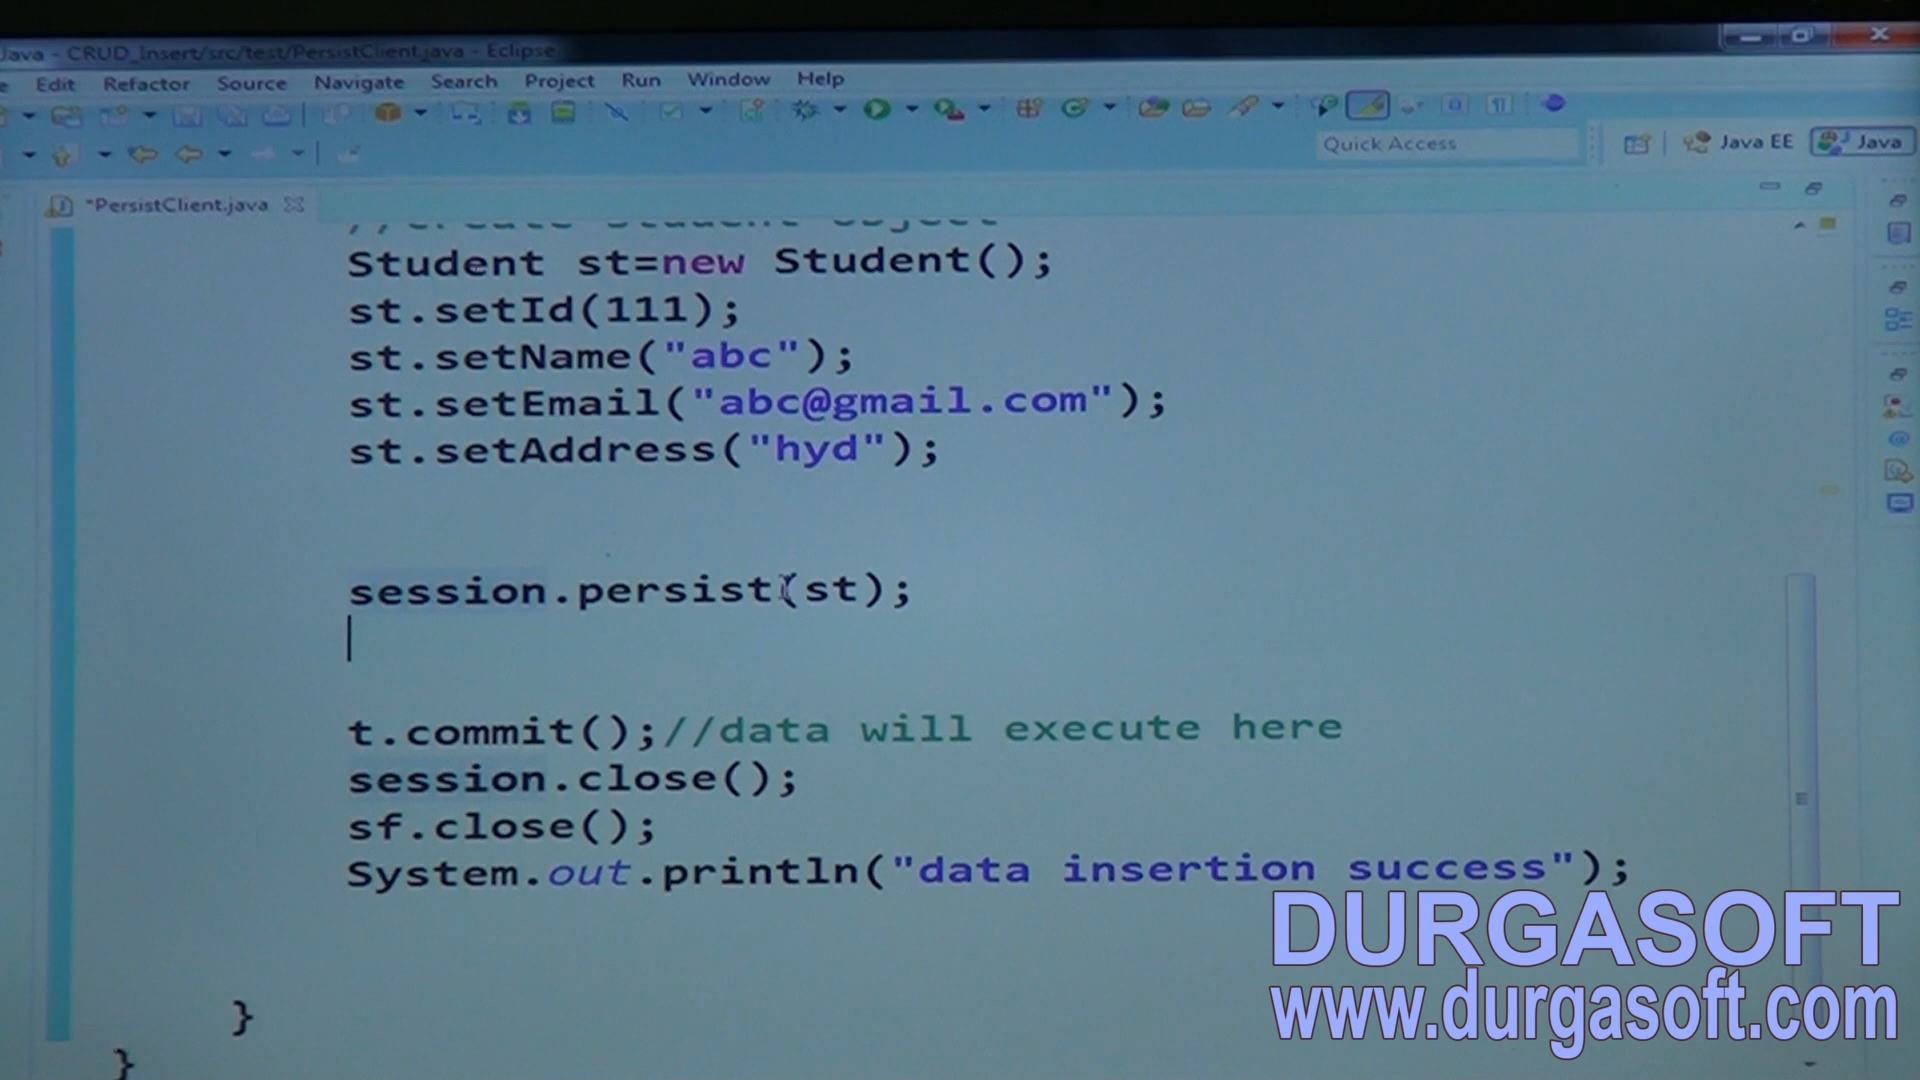 Java - CRUD_Insert/src/test/PersistClient.java - Eclipse
Edit Refactor Source Navigate Search Project Run Window Help
Quick Access
Java EE
Java
*PersistClient.java
//create student object
Student st=new Student();
st.setId(111);
st.setName("abc");
st.setEmail("abc@gmail.com");
st.setAddress("hyd");
session.persist(st);
t.commit();//data will execute here
session.close();
sf.close();
System.out.println("data insertion success");
}
}
DURGASOFT
www.durgasoft.com